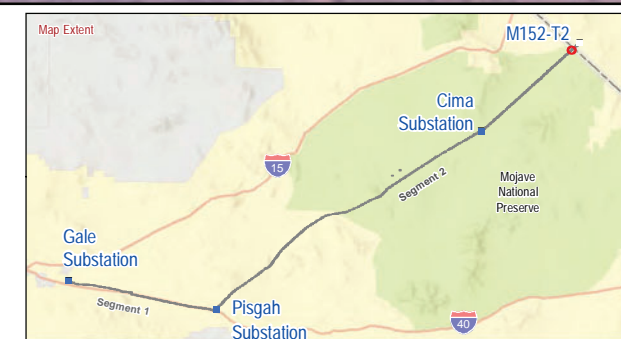 Map Extent
M152-T2
Cima
Substation
15
Segment 2
Mojave
National
Preserve
Gale
Substation
Segment 1
Pisgah
Substation
40